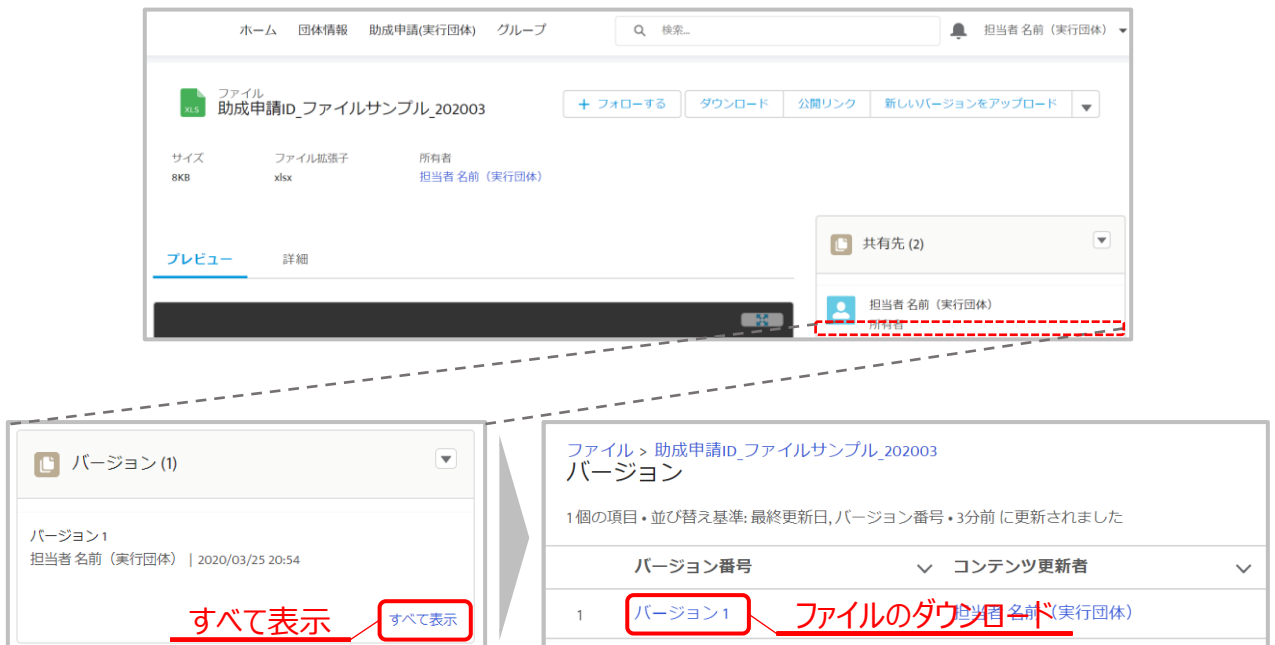 ホーム 団体情報 助成申請(実行団体) グループ 検索... 担当者 名前（実行団体）
ファイル
XLS 助成申請ID_ファイルサンプル_202003
+ フォローする ダウンロード 公開リンク 新しいバージョンをアップロード
サイズ ファイル拡張子 所有者
8KB xlsx 担当者 名前（実行団体）
共有先 (2)
プレビュー 詳細
担当者 名前（実行団体）
所有者
バージョン (1)
バージョン 1
担当者 名前（実行団体） | 2020/03/25 20:54
すべて表示 すべて表示
ファイル > 助成申請ID_ファイルサンプル_202003
バージョン
1個の項目 • 並び替え基準: 最終更新日, バージョン番号 • 3分前 に更新されました
バージョン番号 コンテンツ更新者
1 バージョン 1 担当者 名前（実行団体）
ファイルのダウンロード